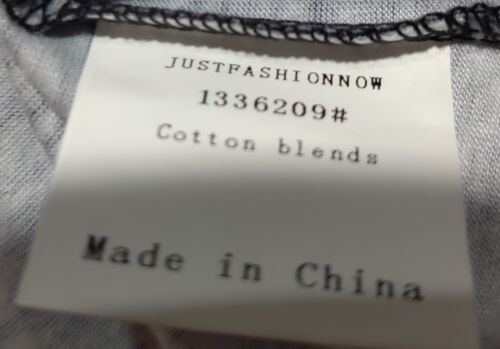 JUSTFASHIONNOW
1336209#
Cotton blends
Made in China